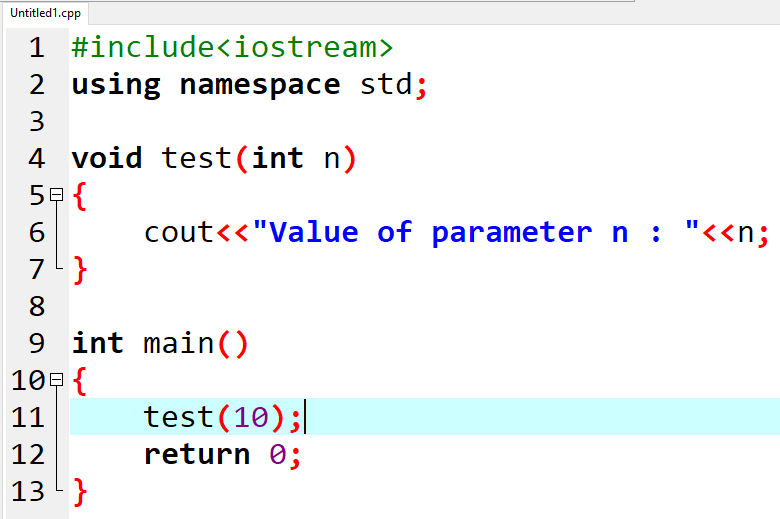 Untitled1.cpp
1 #include<iostream>
2 using namespace std;
3
4 void test(int n)
5 {
6 cout<<"Value of parameter n : "<<n;
7 }
8
9 int main()
10 {
11 test(10);
12 return 0;
13 }